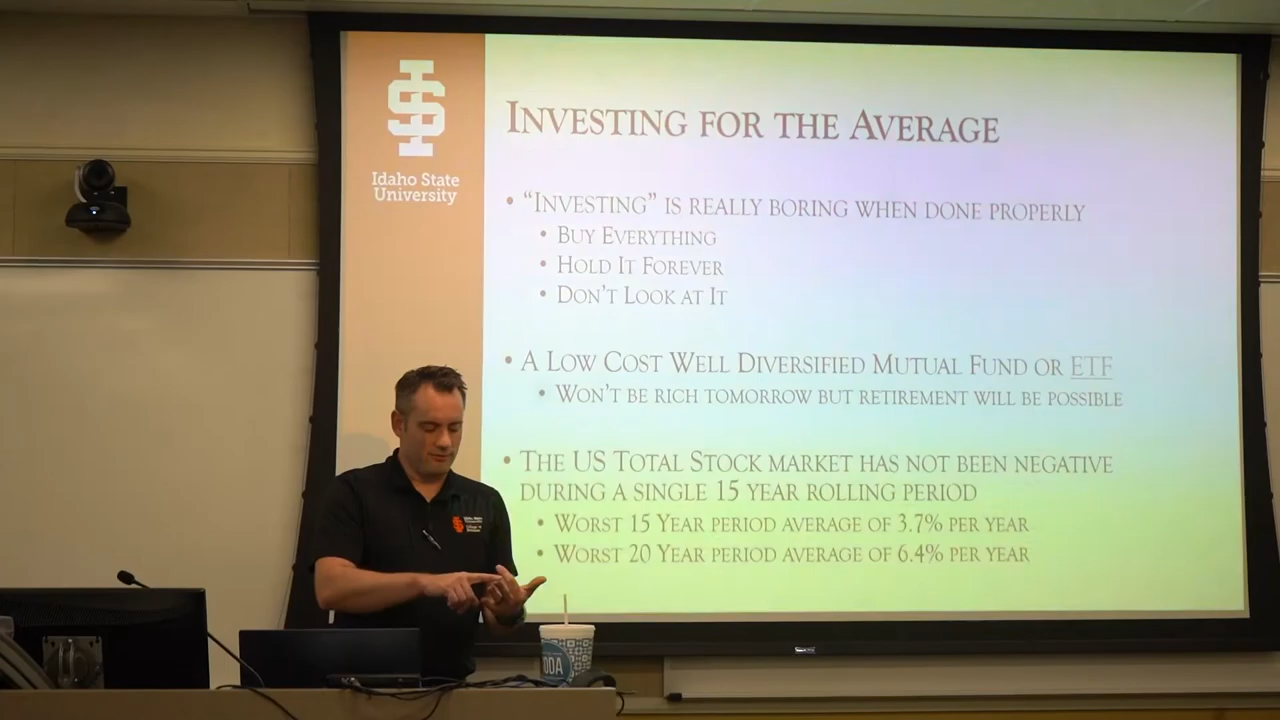 Idaho State
University
INVESTING FOR THE AVERAGE
• “INVESTING” IS REALLY BORING WHEN DONE PROPERLY
• BUY EVERYTHING
• HOLD IT FOREVER
• DON’T LOOK AT IT
• A LOW COST WELL DIVERSIFIED MUTUAL FUND OR ETF
• WON’T BE RICH TOMORROW BUT RETIREMENT WILL BE POSSIBLE
• THE US TOTAL STOCK MARKET HAS NOT BEEN NEGATIVE
DURING A SINGLE 15 YEAR ROLLING PERIOD
• WORST 15 YEAR PERIOD AVERAGE OF 3.7% PER YEAR
• WORST 20 YEAR PERIOD AVERAGE OF 6.4% PER YEAR